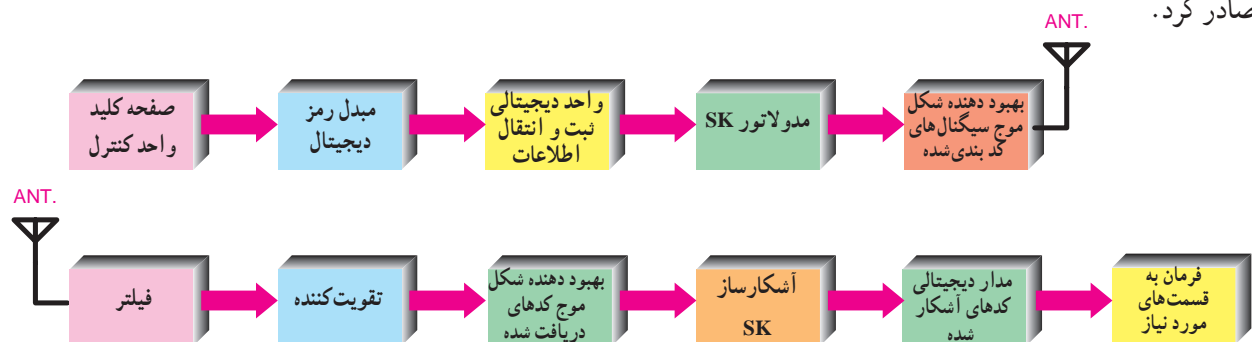 صادر کرد.
ANT.
صفحه کلید
واحد کنترل
مبدل رمز
دیجیتال
واحد دیجیتالی
ثبت و انتقال
اطلاعات
مدولاتور SK
بهبود دهنده شکل
موج سیگنال‌های
کد بندی‌شده
ANT.
فیلتر
تقویت‌کننده
بهبود دهنده شکل
موج کدهای
دریافت شده
آشکارساز
SK
مدار دیجیتالی
کدهای آشکار
شده
فرمان به
قسمت‌های
مورد نیاز